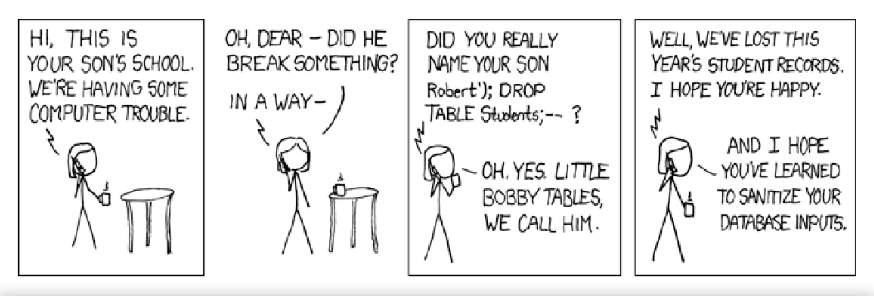 HI, THIS IS
YOUR SON'S SCHOOL.
WE'RE HAVING SOME
COMPUTER TROUBLE.
OH, DEAR – DID HE
BREAK SOMETHING?
IN A WAY–
DID YOU REALLY
NAME YOUR SON
Robert'); DROP
TABLE Students;-- ?
OH, YES. LITTLE
BOBBY TABLES,
WE CALL HIM.
WELL, WE'VE LOST THIS
YEAR'S STUDENT RECORDS.
I HOPE YOU'RE HAPPY.
AND I HOPE
YOU'VE LEARNED
TO SANITIZE YOUR
DATABASE INPUTS.